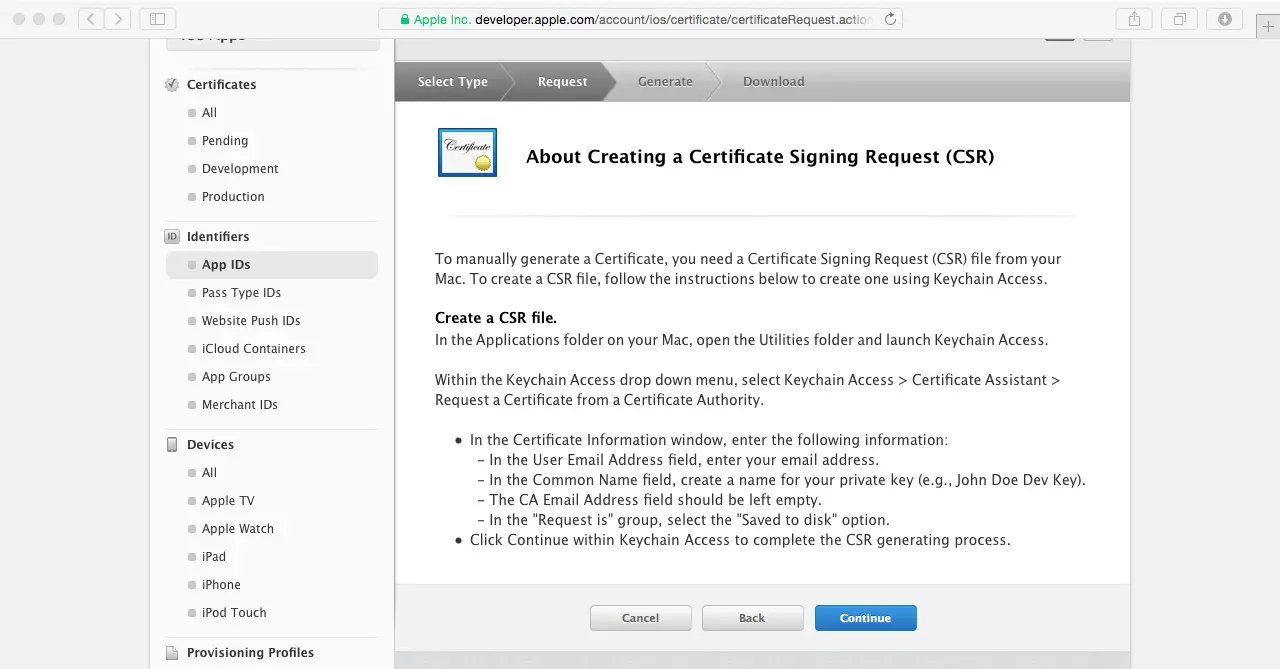 Apple Inc. developer.apple.com/account/ios/certificate/certificateRequest.action
Certificates
All
Pending
Development
Production
ID Identifiers
App IDs
Pass Type IDs
Website Push IDs
iCloud Containers
App Groups
Merchant IDs
Devices
All
Apple TV
Apple Watch
iPad
iPhone
iPod Touch
Provisioning Profiles
Select Type
Request
Generate
Download
Certificate
About Creating a Certificate Signing Request (CSR)
To manually generate a Certificate, you need a Certificate Signing Request (CSR) file from your
Mac. To create a CSR file, follow the instructions below to create one using Keychain Access.
Create a CSR file.
In the Applications folder on your Mac, open the Utilities folder and launch Keychain Access.
Within the Keychain Access drop down menu, select Keychain Access > Certificate Assistant >
Request a Certificate from a Certificate Authority.
• In the Certificate Information window, enter the following information:
– In the User Email Address field, enter your email address.
– In the Common Name field, create a name for your private key (e.g., John Doe Dev Key).
– The CA Email Address field should be left empty.
– In the "Request is" group, select the "Saved to disk" option.
• Click Continue within Keychain Access to complete the CSR generating process.
Cancel
Back
Continue